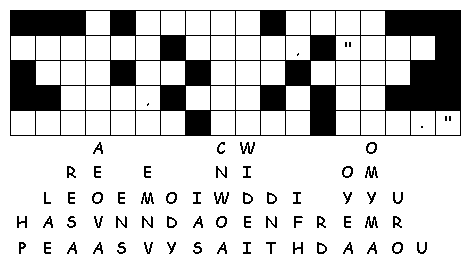 , "
,
. "
A C W O
R E E N I O M
L E O E M O I W D D I Y Y U
H A S V N N D A O E N F R E M R
P E A A S V Y S A I T H D A A O U